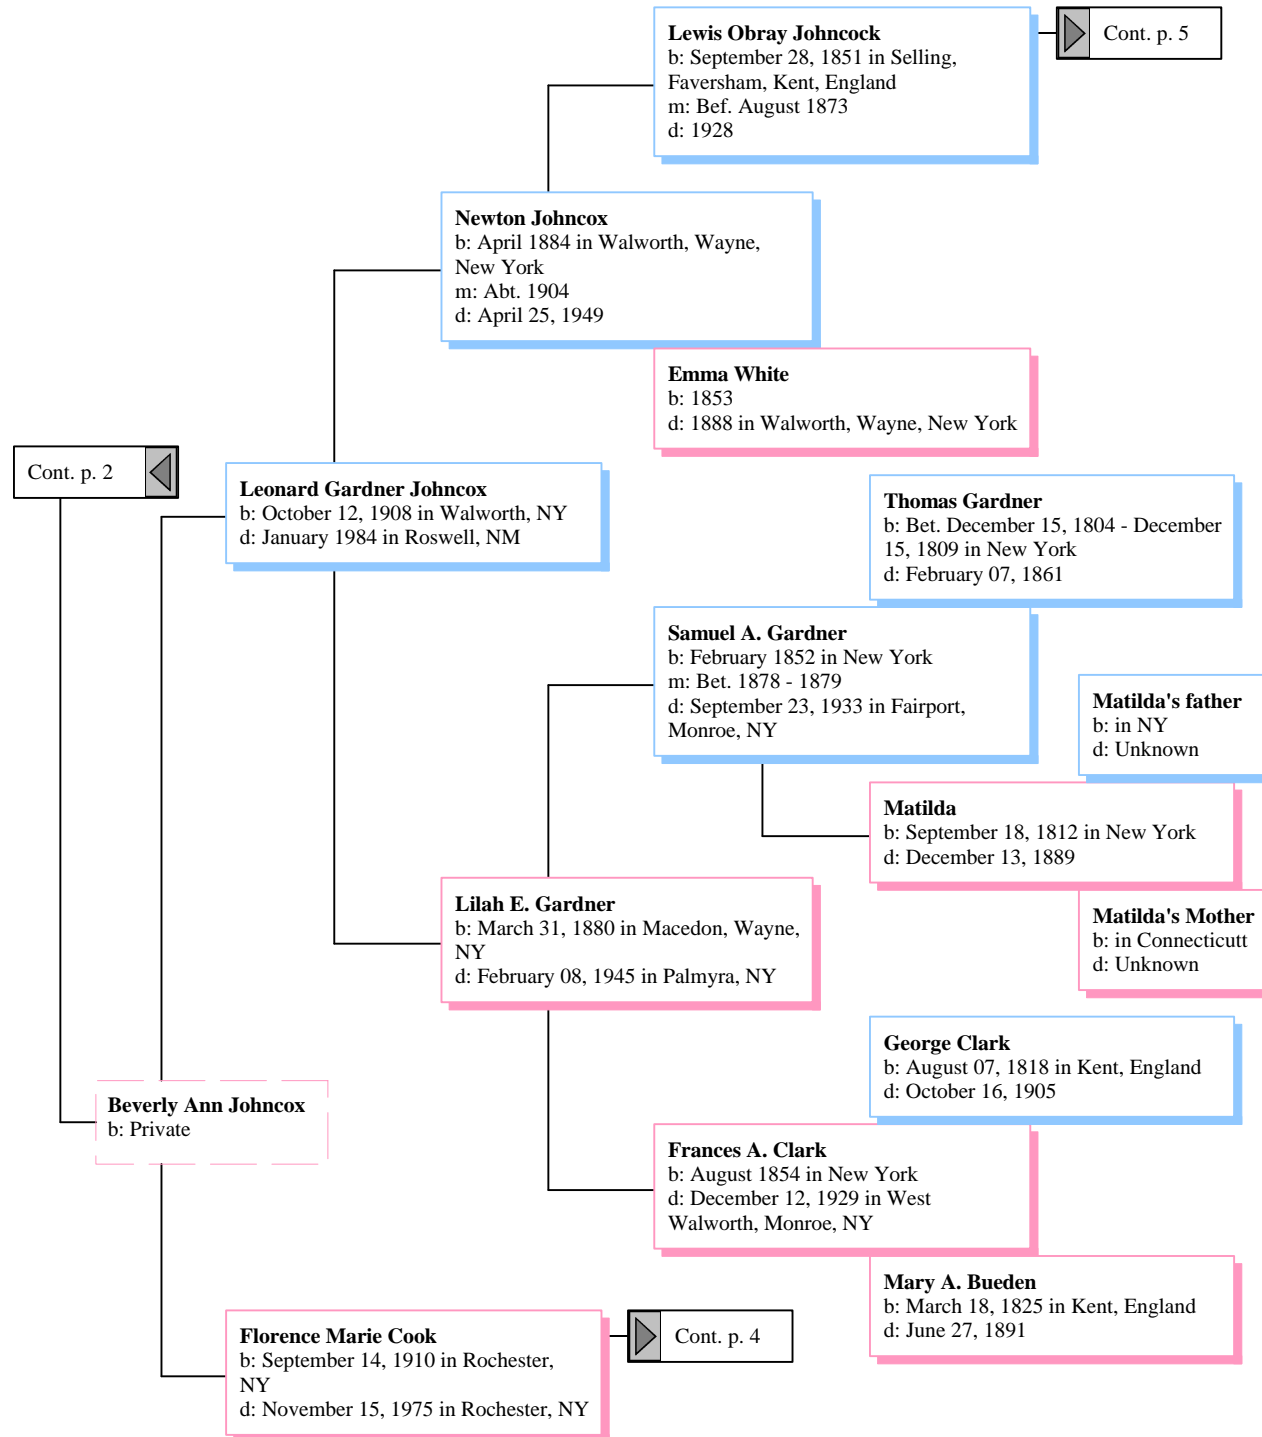 Lewis Obray Johncock
b: September 28, 1851 in Selling,
Faversham, Kent, England
m: Bef. August 1873
d: 1928
Cont. p. 5
Newton Johncox
b: April 1884 in Walworth, Wayne,
New York
m: Abt. 1904
d: April 25, 1949
Emma White
b: 1853
d: 1888 in Walworth, Wayne, New York
Cont. p. 2
Leonard Gardner Johncox
b: October 12, 1908 in Walworth, NY
d: January 1984 in Roswell, NM
Thomas Gardner
b: Bet. December 15, 1804 - December
15, 1809 in New York
d: February 07, 1861
Samuel A. Gardner
b: February 1852 in New York
m: Bet. 1878 - 1879
d: September 23, 1933 in Fairport,
Monroe, NY
Matilda's father
b: in NY
d: Unknown
Matilda
b: September 18, 1812 in New York
d: December 13, 1889
Lilah E. Gardner
b: March 31, 1880 in Macedon, Wayne,
NY
d: February 08, 1945 in Palmyra, NY
Matilda's Mother
b: in Connecticutt
d: Unknown
George Clark
b: August 07, 1818 in Kent, England
d: October 16, 1905
Beverly Ann Johncox
b: Private
Frances A. Clark
b: August 1854 in New York
d: December 12, 1929 in West
Walworth, Monroe, NY
Mary A. Bueden
b: March 18, 1825 in Kent, England
d: June 27, 1891
Florence Marie Cook
b: September 14, 1910 in Rochester,
NY
d: November 15, 1975 in Rochester, NY
Cont. p. 4